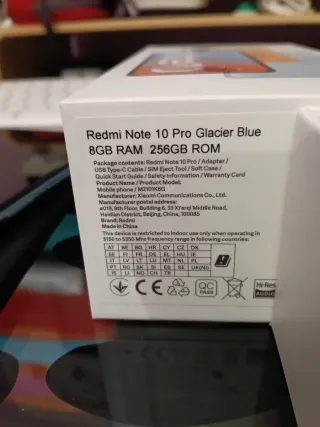 Redmi Note 10 Pro Glacier Blue
8GB RAM 256GB ROM
Package contents: Redmi Note 10 Pro / Adapter /
USB Type-C Cable / SIM Eject Tool / Soft Case /
Quick Start Guide / Safety Information / Warranty Card
Product Name / Product Model:
Mobile phone / M2101K6G
Manufacturer: Xiaomi Communications Co., Ltd.
Manufacturer postal address:
#019, 9th Floor, Building 6, 33 Xi'erqi Middle Road,
Haidian District, Beijing, China, 100085
Brand: Redmi
Made in China
This device is restricted to indoor use only when operating in
5150 to 5350 Mhz frequency range in following countries:
AT BE BG HR CY CZ DK
EE FI FR DE EL HU IE
IT LV LT LU MT NL PL
PT RO SK SI ES SE UK(NI)
IS LI NO CH TR
CE
QC
PASS
Hi-Res
AUDIO